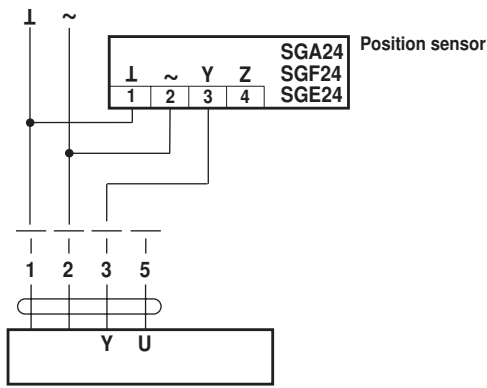 ⊥ ~
SGA24 Position sensor
⊥ ~ Y Z SGF24
1 2 3 4 SGE24
1 2 3 5
Y U